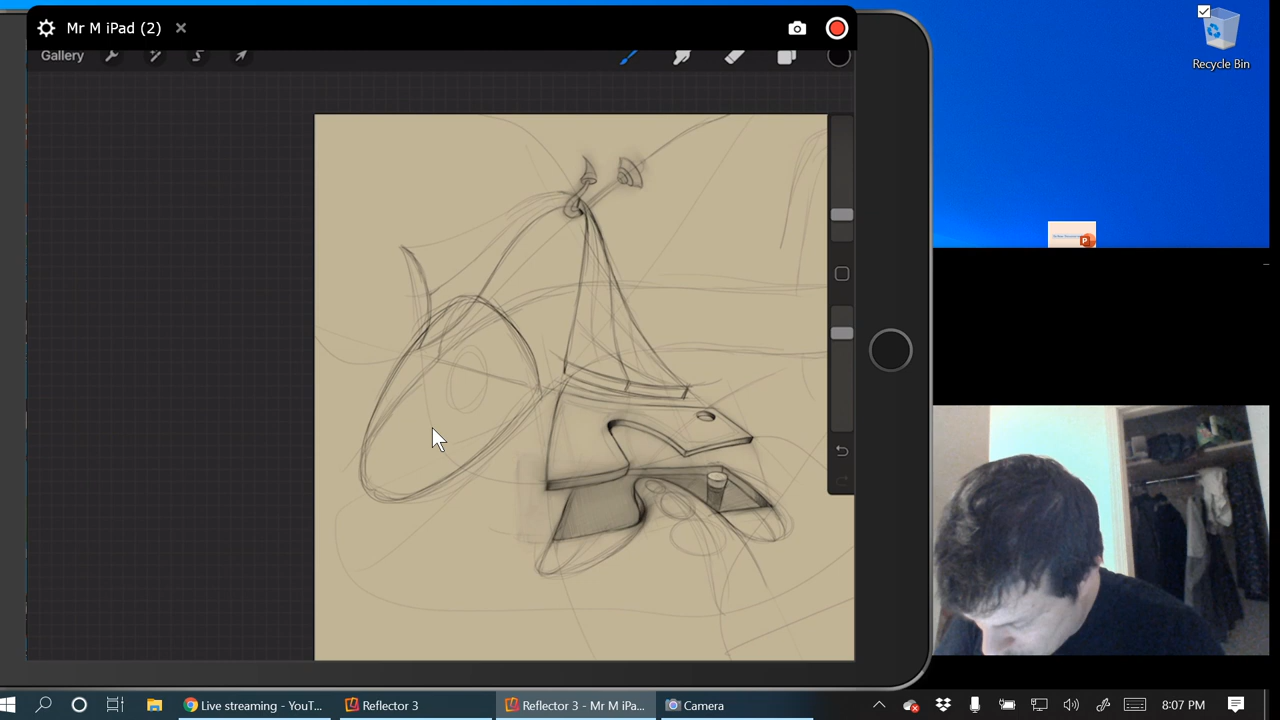 Mr M iPad (2)
Gallery
Recycle Bin
Live streaming - YouT...
Reflector 3
Reflector 3 - Mr M iPa...
Camera
8:07 PM